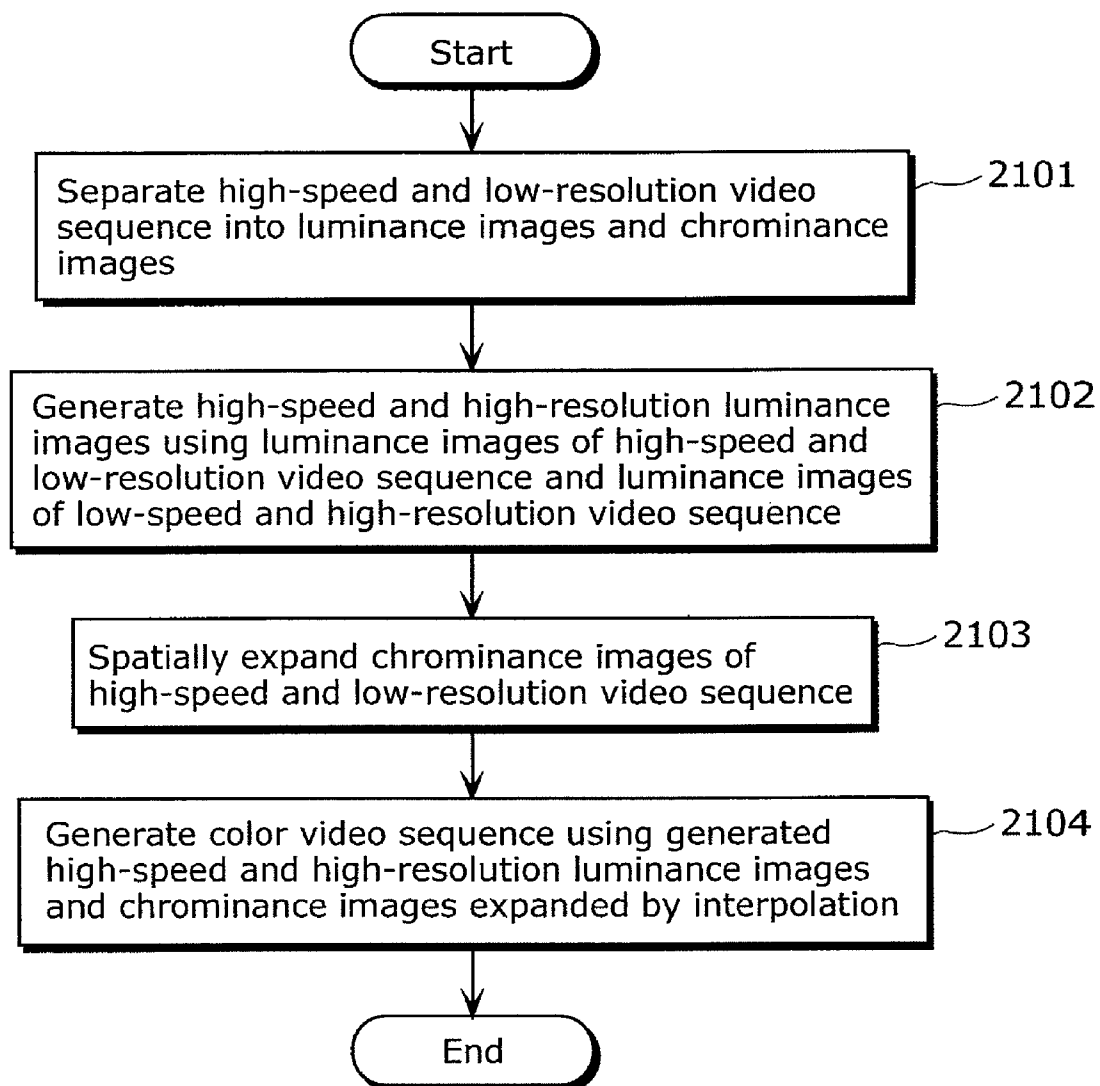 Start
Separate high-speed and low-resolution video
sequence into luminance images and chrominance
images
2101
Generate high-speed and high-resolution luminance
images using luminance images of high-speed and
low-resolution video sequence and luminance images
of low-speed and high-resolution video sequence
2102
Spatially expand chrominance images of
high-speed and low-resolution video sequence
2103
Generate color video sequence using generated
high-speed and high-resolution luminance images
and chrominance images expanded by interpolation
2104
End